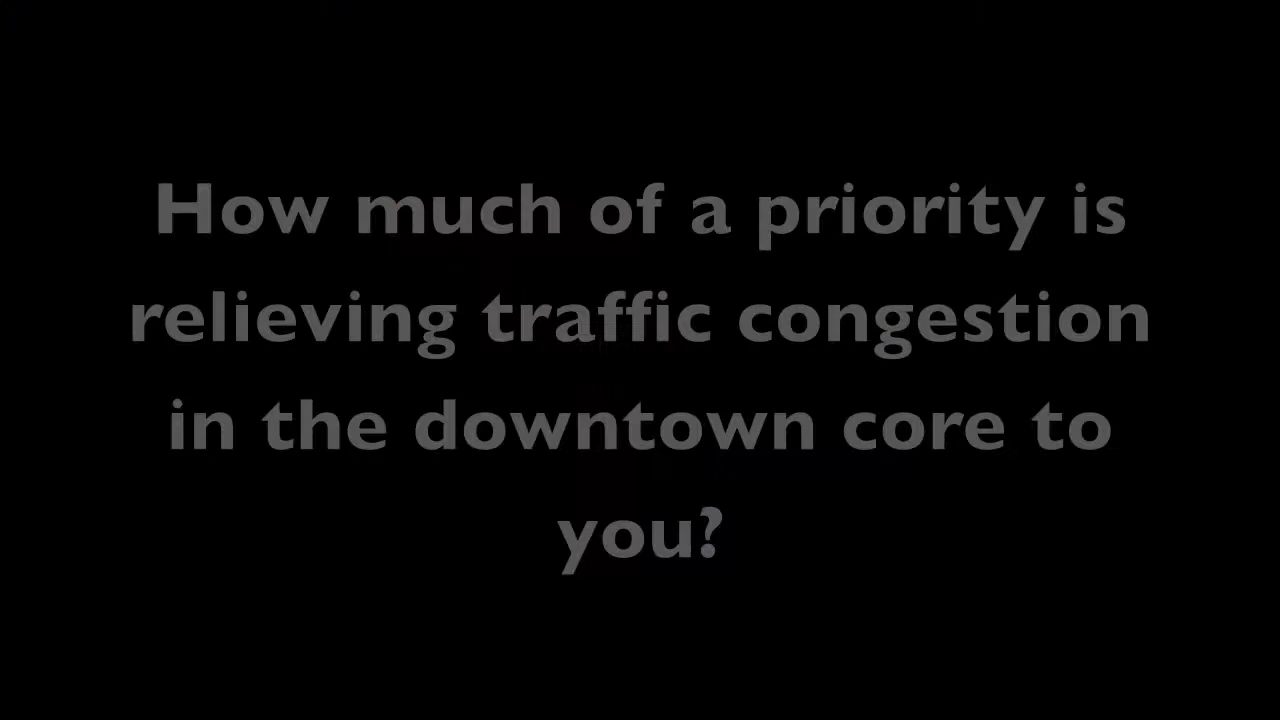 How much of a priority is
relieving traffic congestion
in the downtown core to
you?